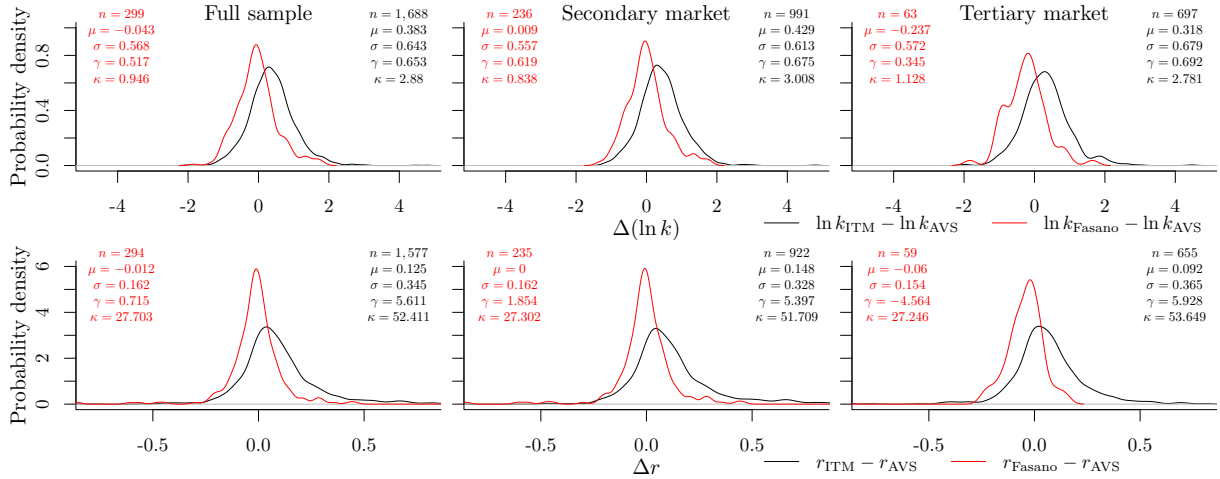 Full sample
Secondary market
Tertiary market
Probability density
0.0
0.4
0.8
n = 299
μ = −0.043
σ = 0.568
γ = 0.517
κ = 0.946
n = 1,688
μ = 0.383
σ = 0.643
γ = 0.653
κ = 2.88
n = 236
μ = 0.009
σ = 0.557
γ = 0.619
κ = 0.838
n = 991
μ = 0.429
σ = 0.613
γ = 0.675
κ = 3.008
n = 63
μ = −0.237
σ = 0.572
γ = 0.345
κ = 1.128
n = 697
μ = 0.318
σ = 0.679
γ = 0.692
κ = 2.781
-4 -2 0 2 4
-4 -2 0 2 4
-4 -2 0 2 4
Δ(ln k)
ln k_ITM − ln k_AVS
ln k_Fasano − ln k_AVS
Probability density
0
2
4
6
n = 294
μ = −0.012
σ = 0.162
γ = 0.715
κ = 27.703
n = 1,577
μ = 0.125
σ = 0.345
γ = 5.611
κ = 52.411
n = 235
μ = 0
σ = 0.162
γ = 1.854
κ = 27.302
n = 922
μ = 0.148
σ = 0.328
γ = 5.397
κ = 51.709
n = 59
μ = −0.06
σ = 0.154
γ = −4.564
κ = 27.246
n = 655
μ = 0.092
σ = 0.365
γ = 5.928
κ = 53.649
-0.5 0.0 0.5
-0.5 0.0 0.5
-0.5 0.0 0.5
Δr
r_ITM − r_AVS
r_Fasano − r_AVS